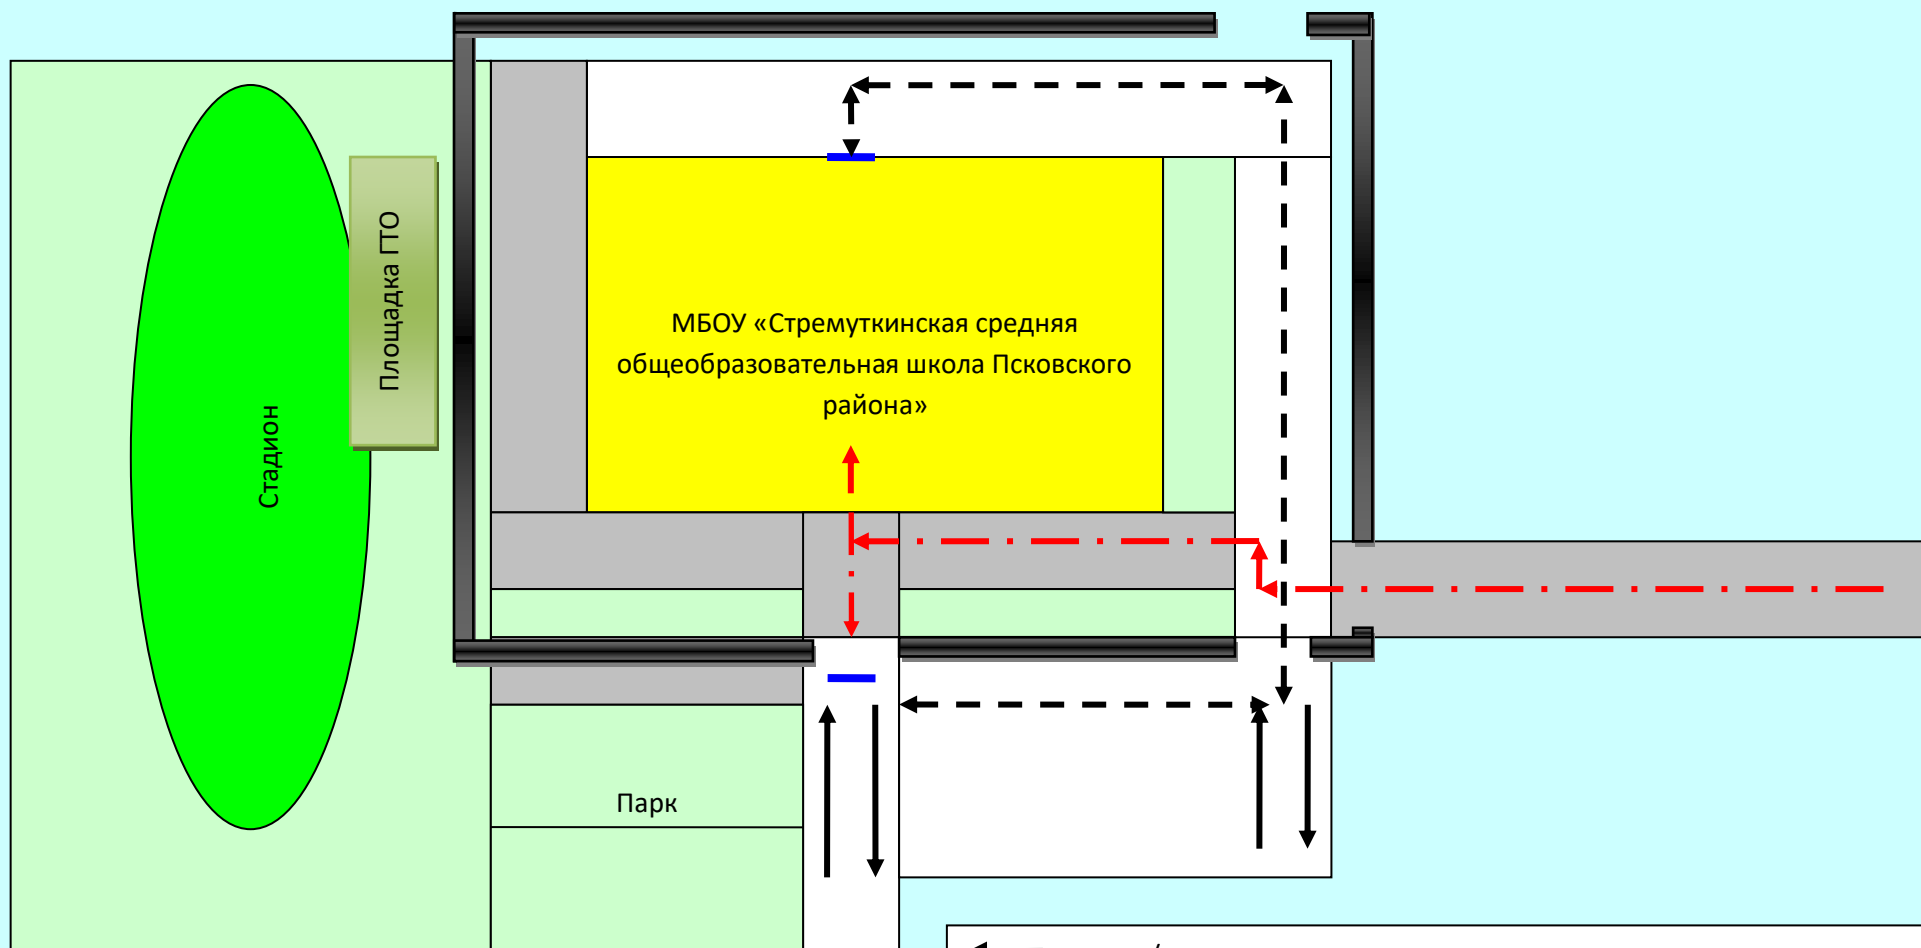 Площадка ГТО
Стадион
МБОУ «Стремуткинская средняя
общеобразовательная школа Псковского
района»
Парк